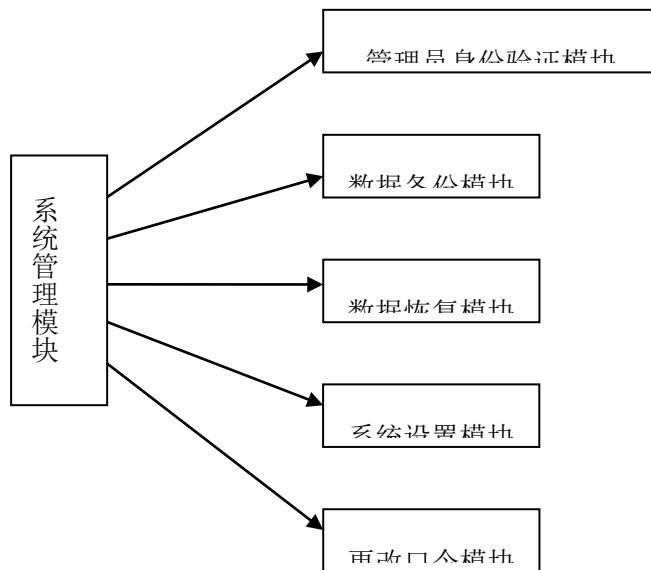 管理员身份验证模块
数据备份模块
系统管理模块
数据恢复模块
系统设置模块
更改口令模块